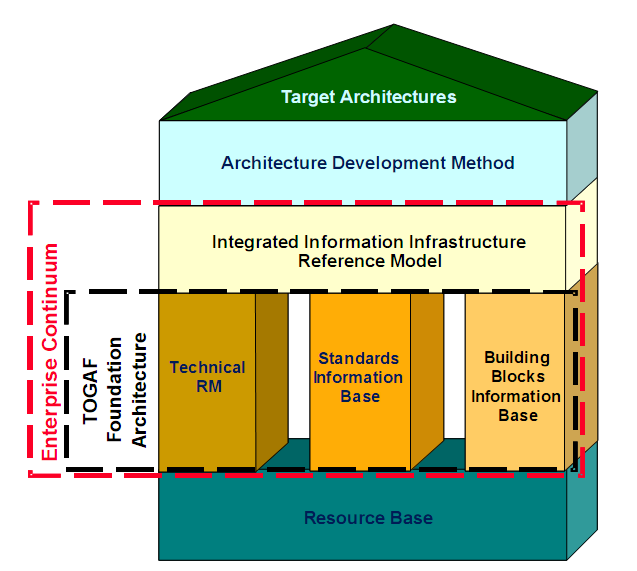 Target Architectures
Architecture Development Method
Integrated Information Infrastructure
Reference Model
Enterprise Continuum
TOGAF
Foundation
Architecture
Technical
RM
Standards
Information
Base
Building
Blocks
Information
Base
Resource Base